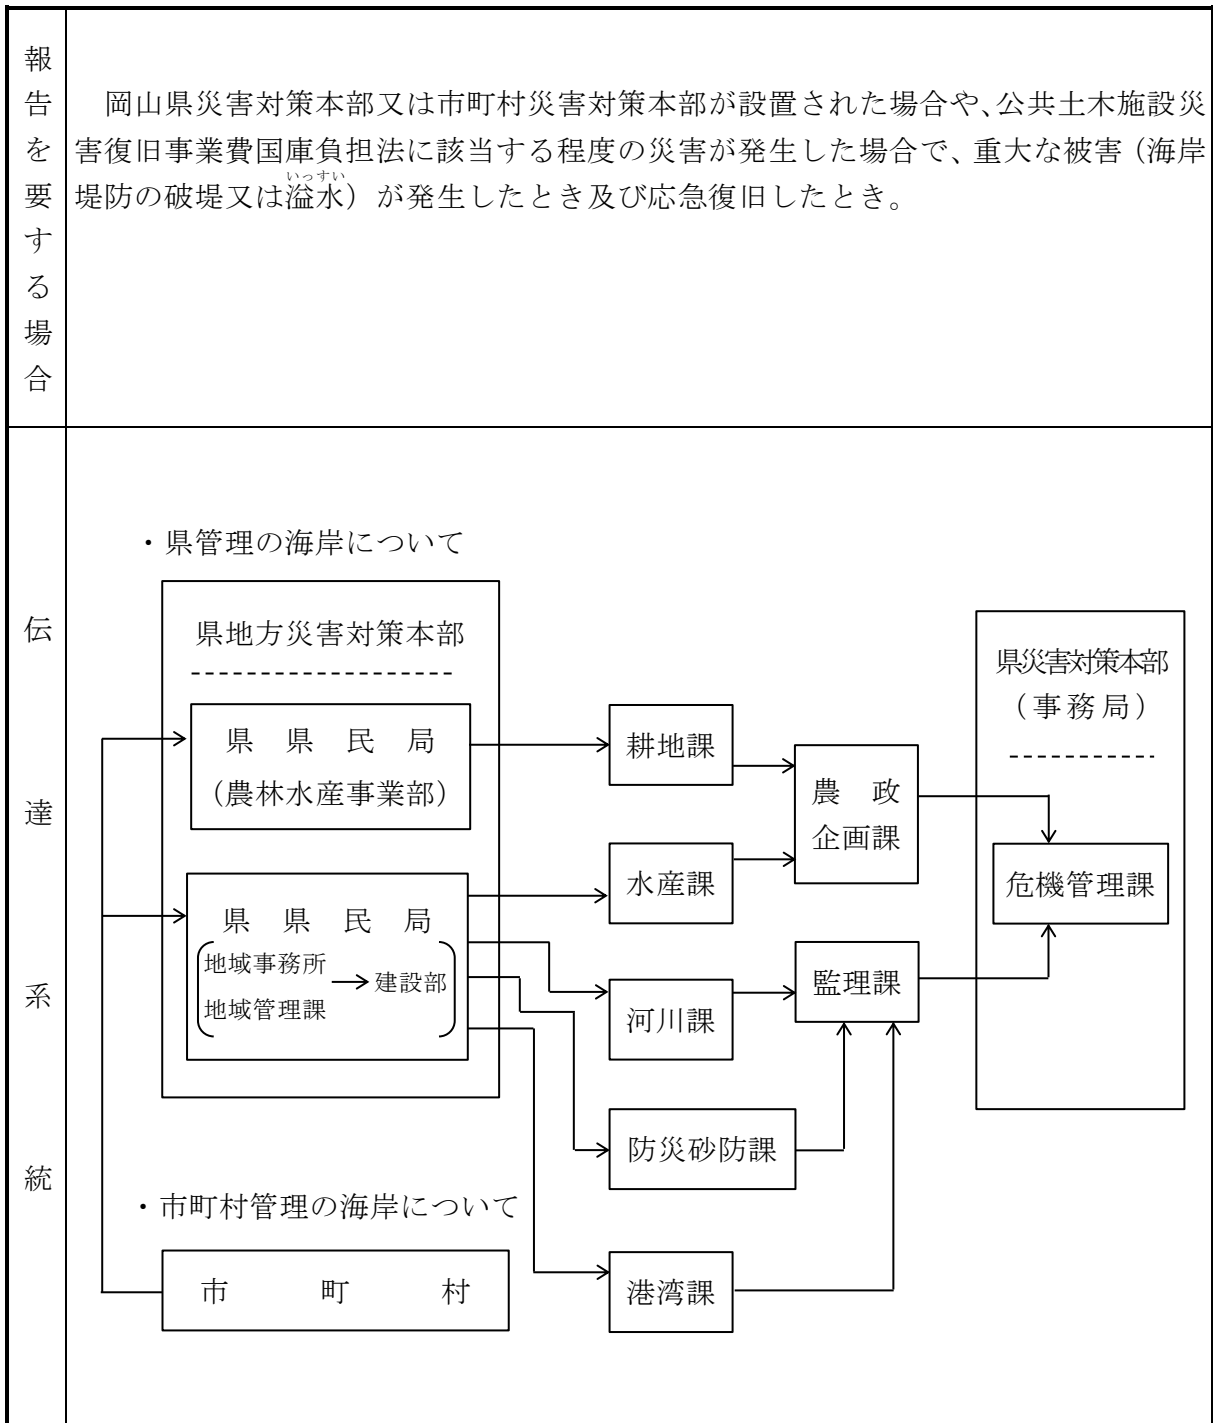 報告を要する場合
岡山県災害対策本部又は市町村災害対策本部が設置された場合や、公共土木施設災
害復旧事業費国庫負担法に該当する程度の災害が発生した場合で、重大な被害（海岸
いっすい
堤防の破堤又は溢水）が発生したとき及び応急復旧したとき。
伝達系統
・県管理の海岸について
県地方災害対策本部
県県民局
（農林水産事業部）
県県民局
地域事務所
地域管理課
建設部
・市町村管理の海岸について
市町村
耕地課
水産課
河川課
防災砂防課
港湾課
農政
企画課
監理課
県災害対策本部
（事務局）
危機管理課